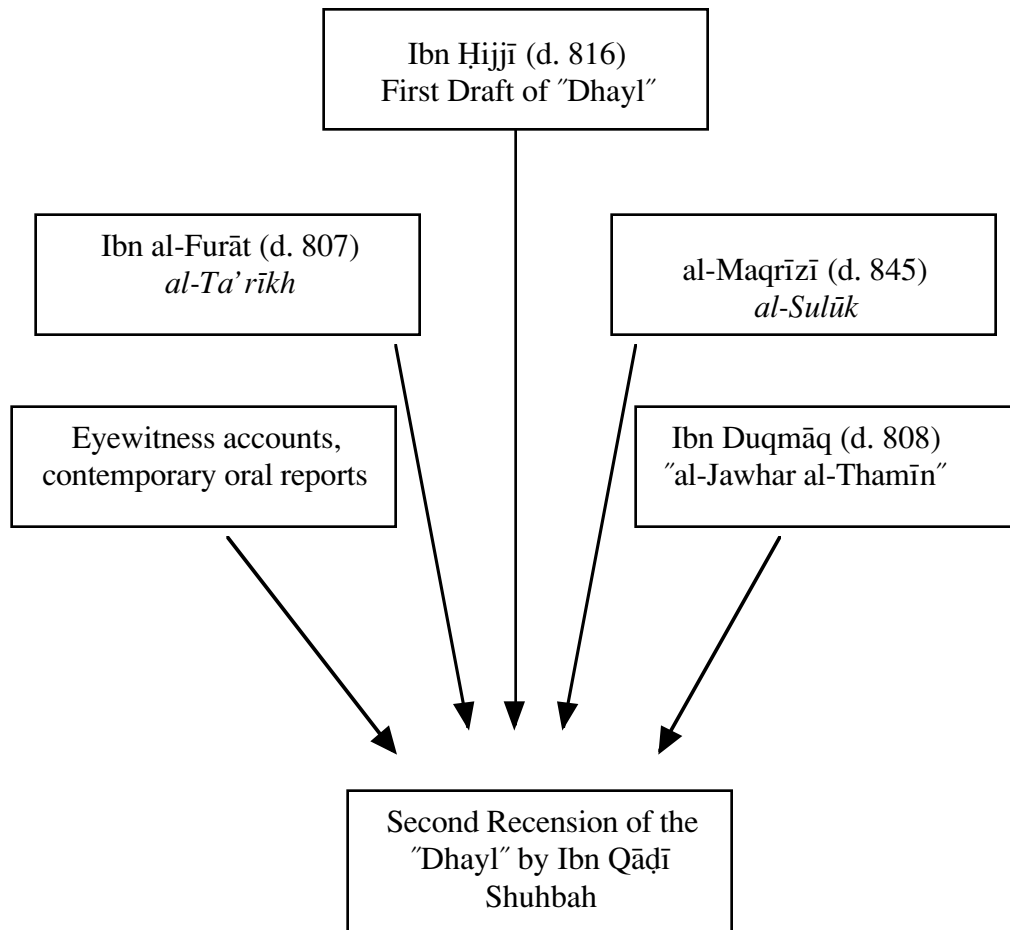 Ibn Ḥijjī (d. 816)
First Draft of ″Dhayl″
Ibn al-Furāt (d. 807)
al-Ta’rīkh
al-Maqrīzī (d. 845)
al-Sulūk
Eyewitness accounts,
contemporary oral reports
Ibn Duqmāq (d. 808)
″al-Jawhar al-Thamīn″
Second Recension of the
″Dhayl″ by Ibn Qāḍī
Shuhbah